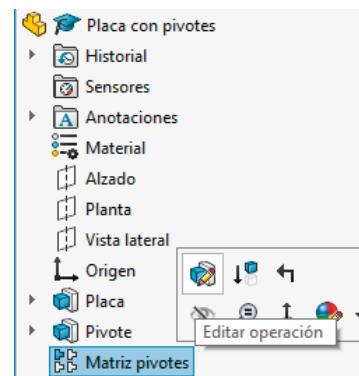 Placa con pivotes
Historial
Sensores
Anotaciones
Material
Alzado
Planta
Vista lateral
Origen
Placa
Pivote
Editar operación
Matriz pivotes